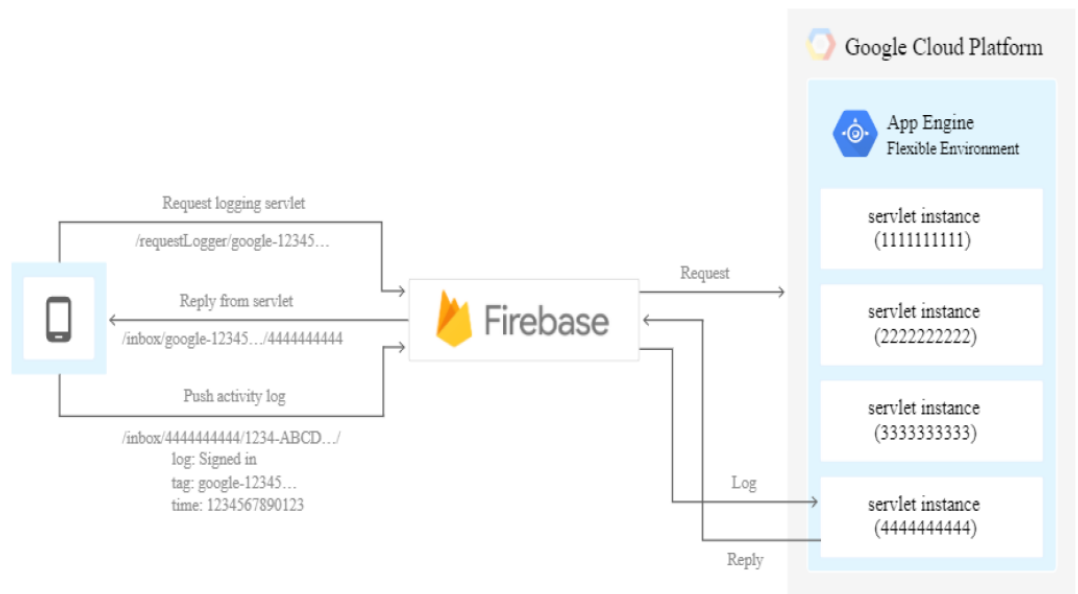 Google Cloud Platform
App Engine
Flexible Environment
Request logging servlet
/requestLogger/google-12345...
Reply from servlet
/inbox/google-12345.../4444444444
Push activity log
/inbox/4444444444/1234-ABCD.../
log: Signed in
tag: google-12345...
time: 1234567890123
Firebase
Request
Log
Reply
servlet instance
(1111111111)
servlet instance
(2222222222)
servlet instance
(3333333333)
servlet instance
(4444444444)